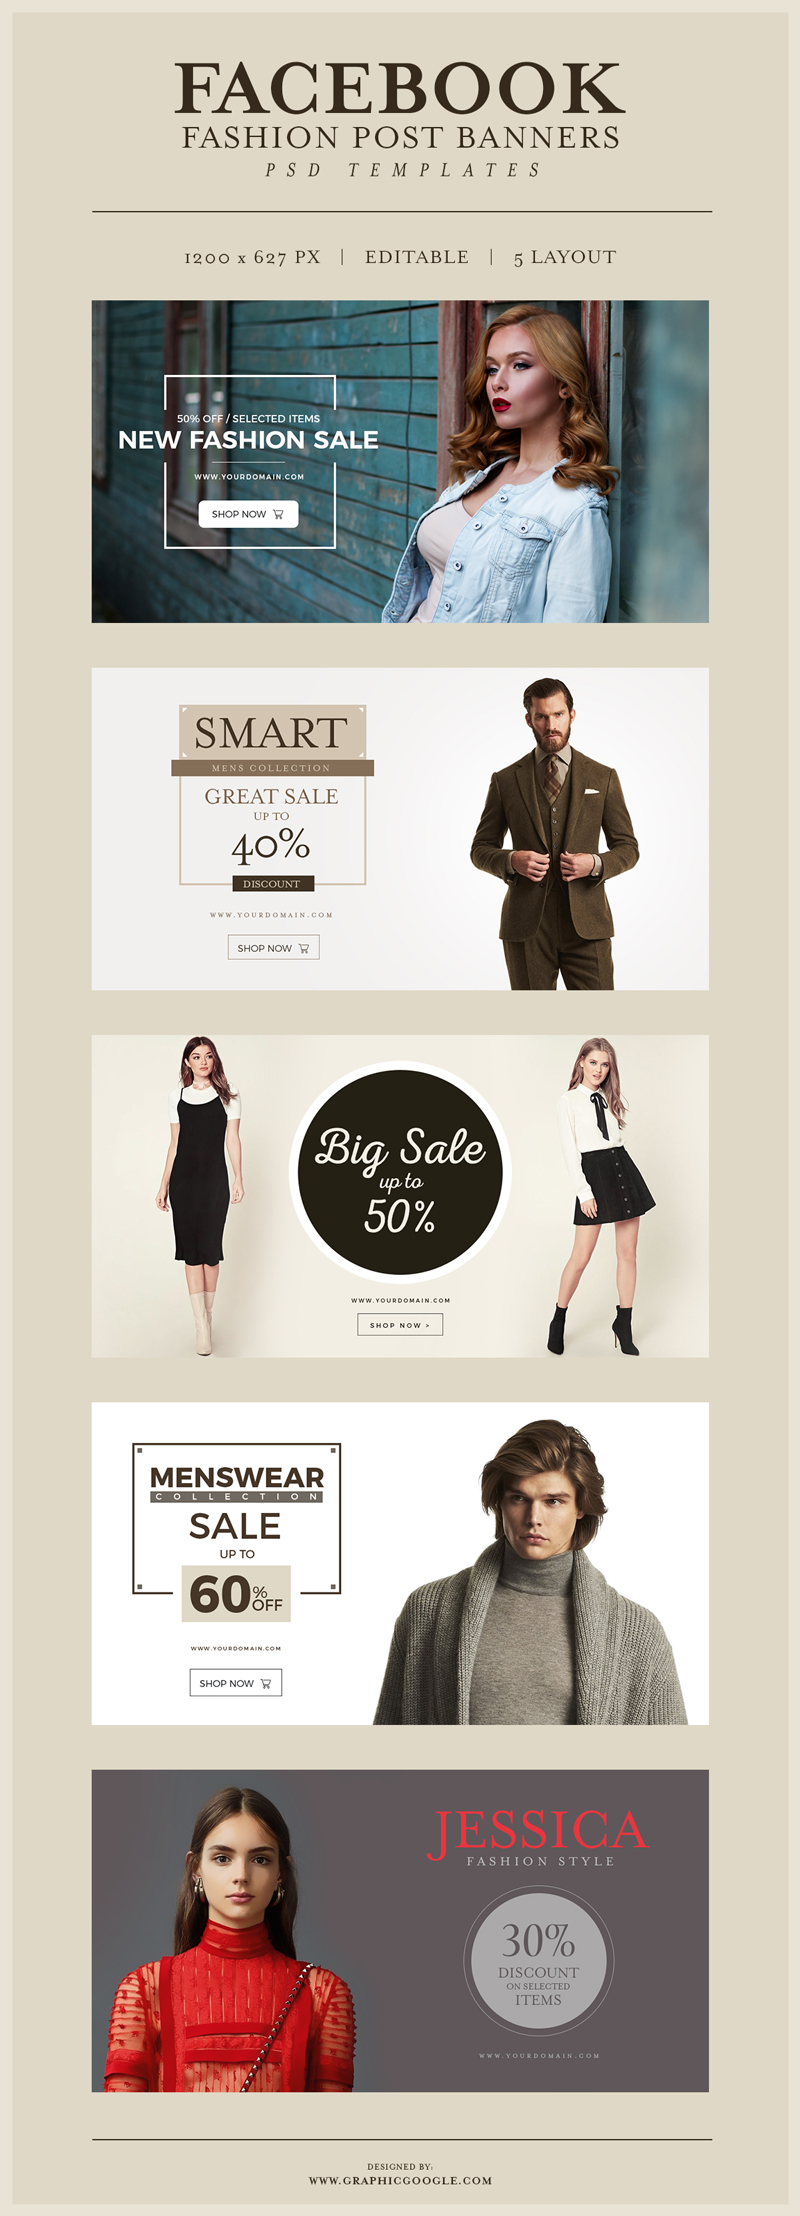 FACEBOOK
FASHION POST BANNERS
PSD TEMPLATES
1200 x 627 PX | EDITABLE | 5 LAYOUT
50% OFF / SELECTED ITEMS
NEW FASHION SALE
WWW.YOURDOMAIN.COM
SHOP NOW
SMART
MENS COLLECTION
GREAT SALE
UP TO
40%
DISCOUNT
WWW.YOURDOMAIN.COM
SHOP NOW
Big Sale
up to
50%
WWW.YOURDOMAIN.COM
SHOP NOW >
MENSWEAR
COLLECTION
SALE
UP TO
60% OFF
WWW.YOURDOMAIN.COM
SHOP NOW
JESSICA
FASHION STYLE
30%
DISCOUNT
ON SELECTED
ITEMS
WWW.YOURDOMAIN.COM
DESIGNED BY:
WWW.GRAPHICGOOGLE.COM